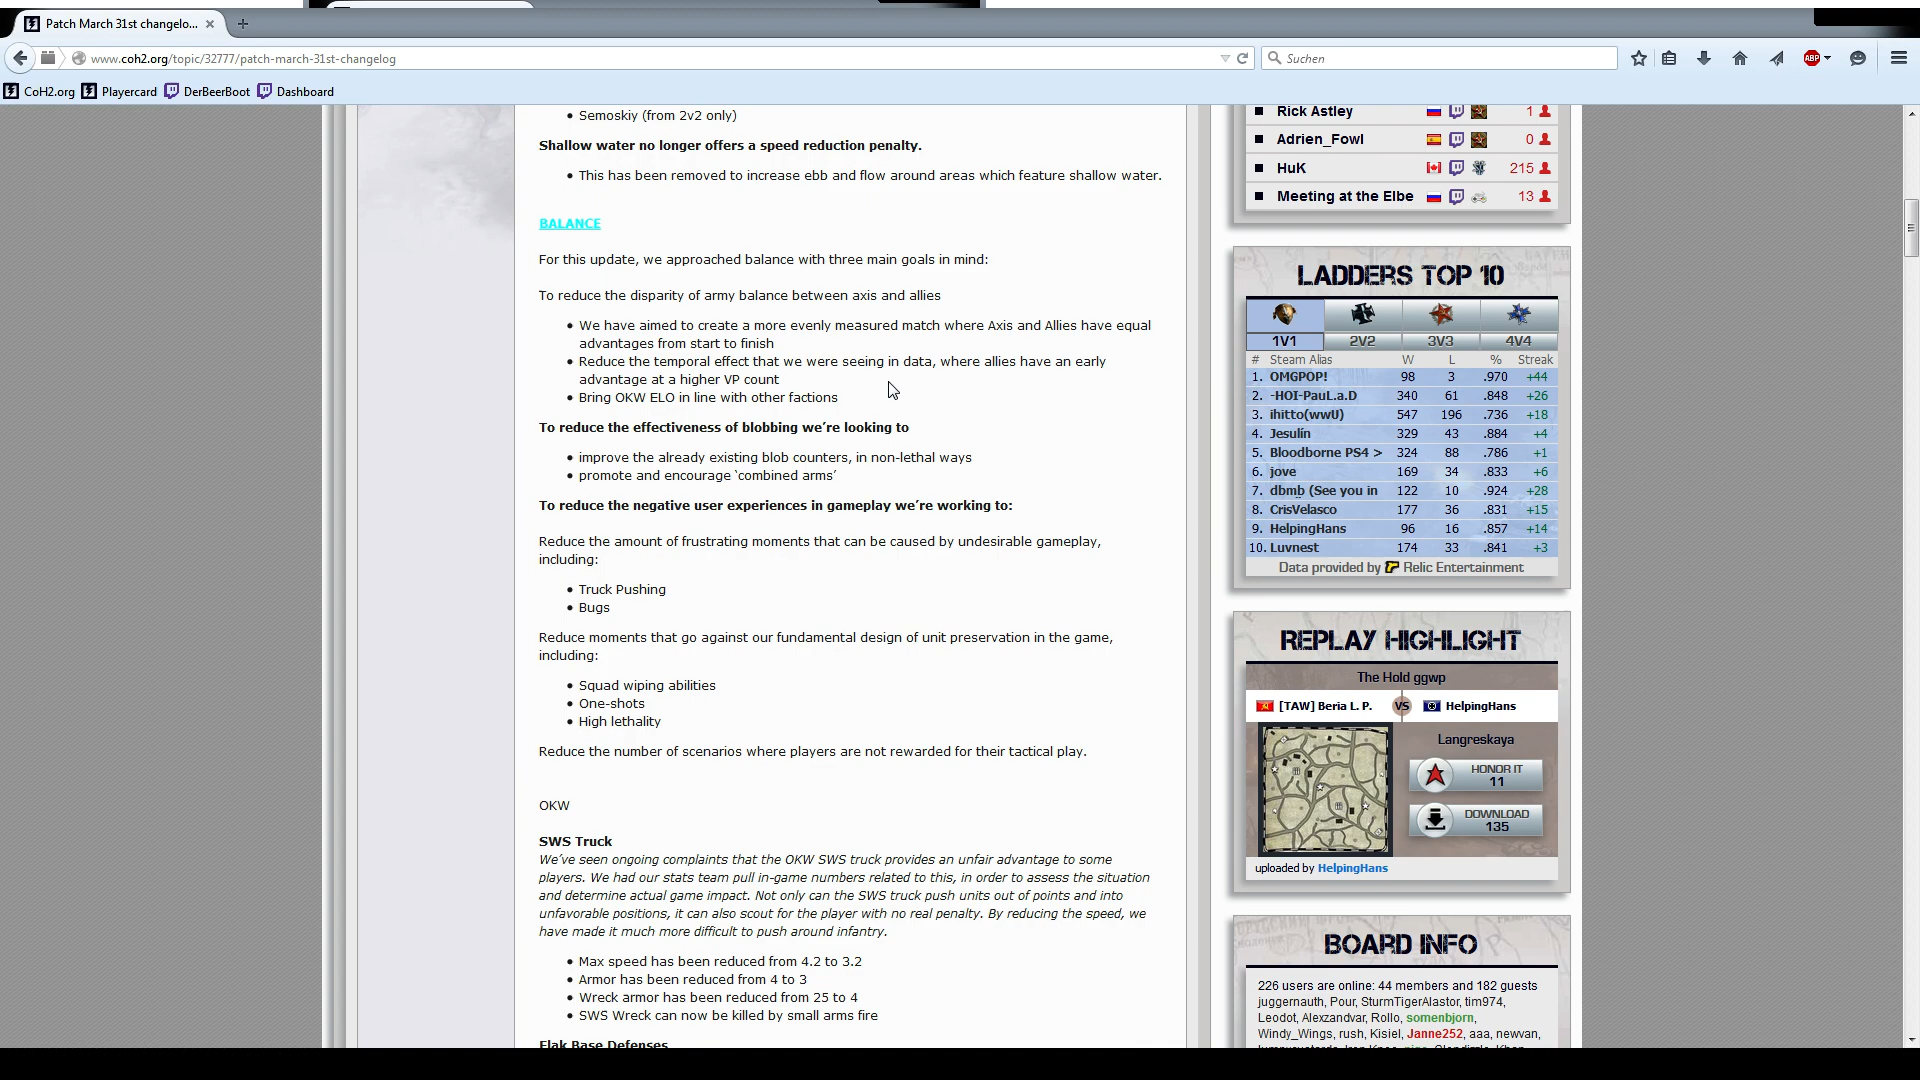 Patch March 31st changelo...
www.coh2.org/topic/32777/patch-march-31st-changelog
Suchen
ABP
CoH2.org Playercard DerBeerBoot Dashboard
Semoskiy (from 2v2 only)
Shallow water no longer offers a speed reduction penalty.
This has been removed to increase ebb and flow around areas which feature shallow water.
BALANCE
For this update, we approached balance with three main goals in mind:
To reduce the disparity of army balance between axis and allies
We have aimed to create a more evenly measured match where Axis and Allies have equal
advantages from start to finish
Reduce the temporal effect that we were seeing in data, where allies have an early
advantage at a higher VP count
Bring OKW ELO in line with other factions
To reduce the effectiveness of blobbing we're looking to
improve the already existing blob counters, in non-lethal ways
promote and encourage ‘combined arms’
To reduce the negative user experiences in gameplay we're working to:
Reduce the amount of frustrating moments that can be caused by undesirable gameplay,
including:
Truck Pushing
Bugs
Reduce moments that go against our fundamental design of unit preservation in the game,
including:
Squad wiping abilities
One-shots
High lethality
Reduce the number of scenarios where players are not rewarded for their tactical play.
OKW
SWS Truck
We've seen ongoing complaints that the OKW SWS truck provides an unfair advantage to some
players. We had our stats team pull in-game numbers related to this, in order to assess the situation
and determine actual game impact. Not only can the SWS truck push units out of points and into
unfavorable positions, it can also scout for the player with no real penalty. By reducing the speed, we
have made it much more difficult to push around infantry.
Max speed has been reduced from 4.2 to 3.2
Armor has been reduced from 4 to 3
Wreck armor has been reduced from 25 to 4
SWS Wreck can now be killed by small arms fire
Flak Base Defenses
Rick Astley 1
Adrien_Fowl 0
HuK 215
Meeting at the Elbe 13
LADDERS TOP 10
1V1 2V2 3V3 4V4
# Steam Alias W L % Streak
1. OMGPOP! 98 3 .970 +44
2. -HOI-PauL.a.D 340 61 .848 +26
3. ihitto(wwU) 547 196 .736 +18
4. Jesulín 329 43 .884 +4
5. Bloodborne PS4 > 324 88 .786 +1
6. jove 169 34 .833 +6
7. dbmb (See you in 122 10 .924 +28
8. CrisVelasco 177 36 .831 +15
9. HelpingHans 96 16 .857 +14
10. Luvnest 174 33 .841 +3
Data provided by Relic Entertainment
REPLAY HIGHLIGHT
The Hold ggwp
[TAW] Beria L. P. VS HelpingHans
Langreskaya
HONOR IT
11
DOWNLOAD
135
uploaded by HelpingHans
BOARD INFO
226 users are online: 44 members and 182 guests
juggernauth, Pour, SturmTigerAlastor, tim974,
Leodot, Alexzandvar, Rollo, somenbjorn,
Windy_Wings, rush, Kisiel, Janne252, aaa, newvan,